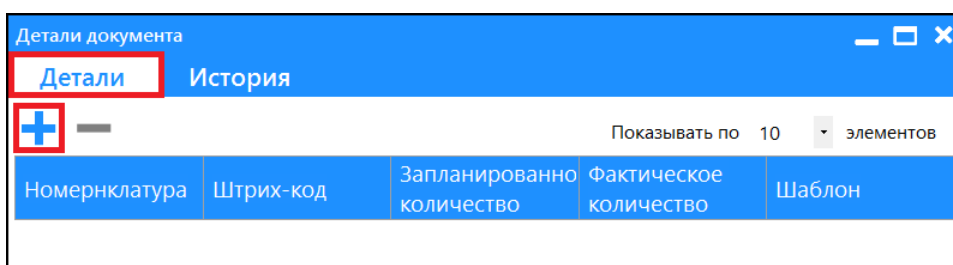 Детали документа
Детали История
Показывать по 10 элементов
Номернклатура Штрих-код Запланированно количество Фактическое количество Шаблон